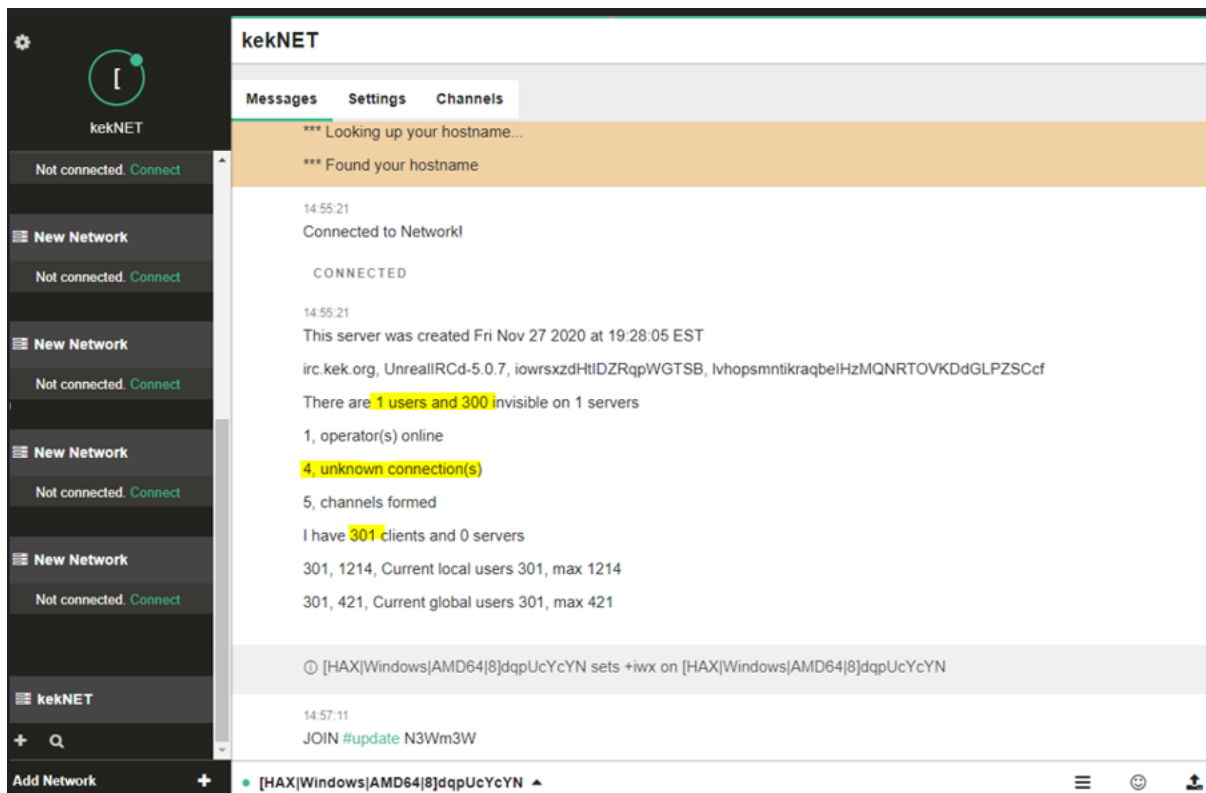 kekNET
[
kekNET
Messages Settings Channels
*** Looking up your hostname...
*** Found your hostname
Not connected. Connect
New Network
Not connected. Connect
New Network
Not connected. Connect
New Network
Not connected. Connect
New Network
Not connected. Connect
kekNET
Add Network +
14:55:21
Connected to Network!
CONNECTED
14:55:21
This server was created Fri Nov 27 2020 at 19:28:05 EST
irc.kek.org, UnrealIRCd-5.0.7, iowrsxzdHtIDZRqpWGTSB, lvhopsmntikraqbeIHzMQNRTOVKDdGLPZSCcf
There are 1 users and 300 invisible on 1 servers
1, operator(s) online
4, unknown connection(s)
5, channels formed
I have 301 clients and 0 servers
301, 1214, Current local users 301, max 1214
301, 421, Current global users 301, max 421
[HAX|Windows|AMD64|8]dqpUcYcYN sets +iwx on [HAX|Windows|AMD64|8]dqpUcYcYN
14:57:11
JOIN #update N3Wm3W
[HAX|Windows|AMD64|8]dqpUcYcYN